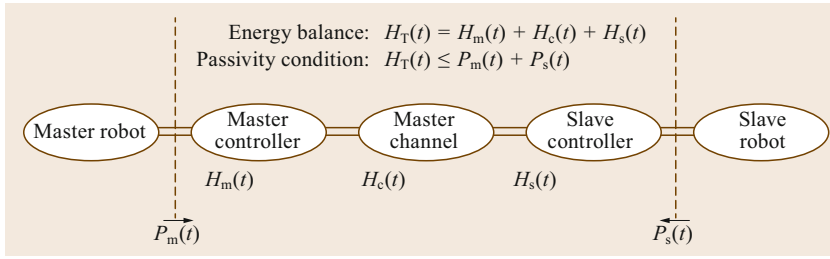 Energy balance: H_T(t) = H_m(t) + H_c(t) + H_s(t)
Passivity condition: H_T(t) ≤ P_m(t) + P_s(t)
Master robot
Master
controller
Master
channel
Slave
controller
Slave
robot
H_m(t)
H_c(t)
H_s(t)
P_m(t)
P_s(t)